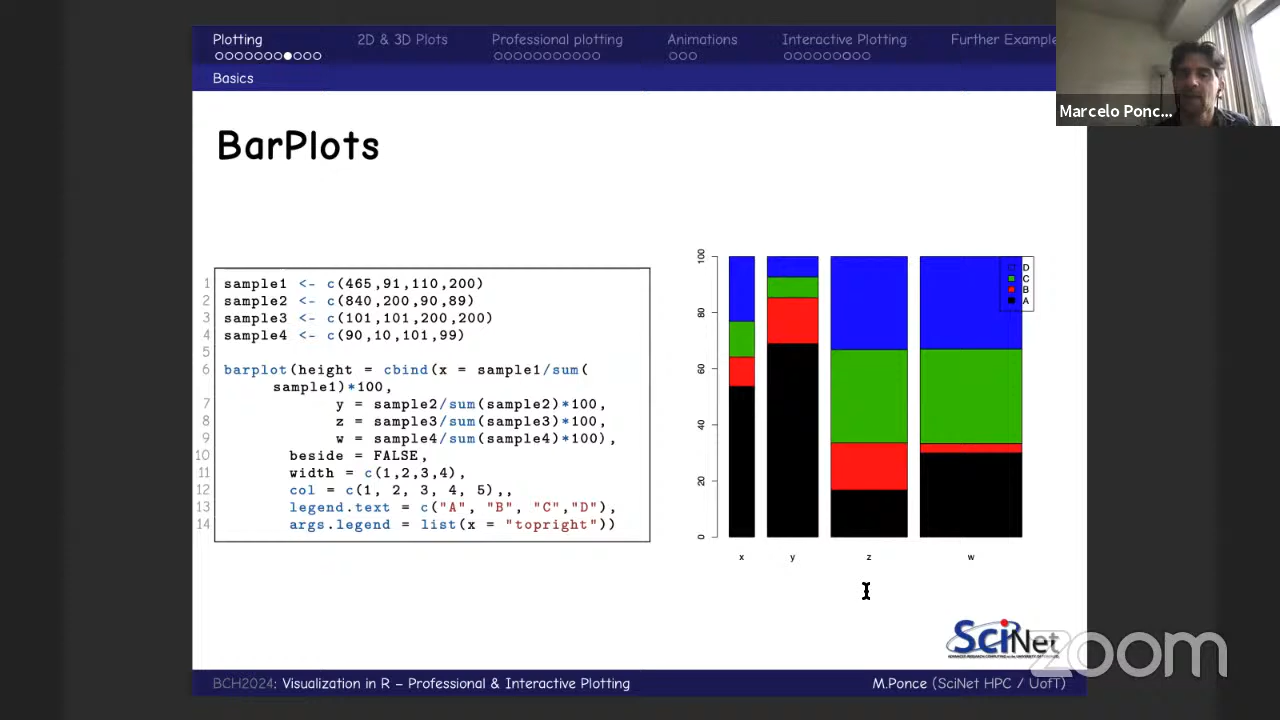 Plotting 2D & 3D Plots Professional plotting Animations Interactive Plotting Further Example
Basics
Marcelo Ponc...
BarPlots
1 sample1 <- c(465,91,110,200)
2 sample2 <- c(840,200,90,89)
3 sample3 <- c(101,101,200,200)
4 sample4 <- c(90,10,101,99)
5
6 barplot(height = cbind(x = sample1/sum(
sample1)*100,
7 y = sample2/sum(sample2)*100,
8 z = sample3/sum(sample3)*100,
9 w = sample4/sum(sample4)*100),
10 beside = FALSE,
11 width = c(1,2,3,4),
12 col = c(1, 2, 3, 4, 5),,
13 legend.text = c("A", "B", "C","D"),
14 args.legend = list(x = "topright"))
100
80
60
40
20
0
D
C
B
A
x y z w
SciNet
zoom
BCH2024: Visualization in R – Professional & Interactive Plotting M.Ponce (SciNet HPC / UofT)